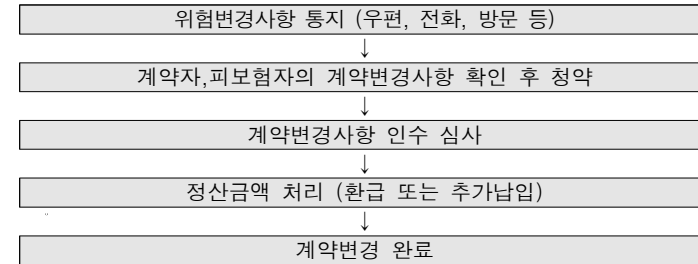 위험변경사항 통지 (우편, 전화, 방문 등)
↓
계약자,피보험자의 계약변경사항 확인 후 청약
↓
계약변경사항 인수 심사
↓
정산금액 처리 (환급 또는 추가납입)
↓
계약변경 완료